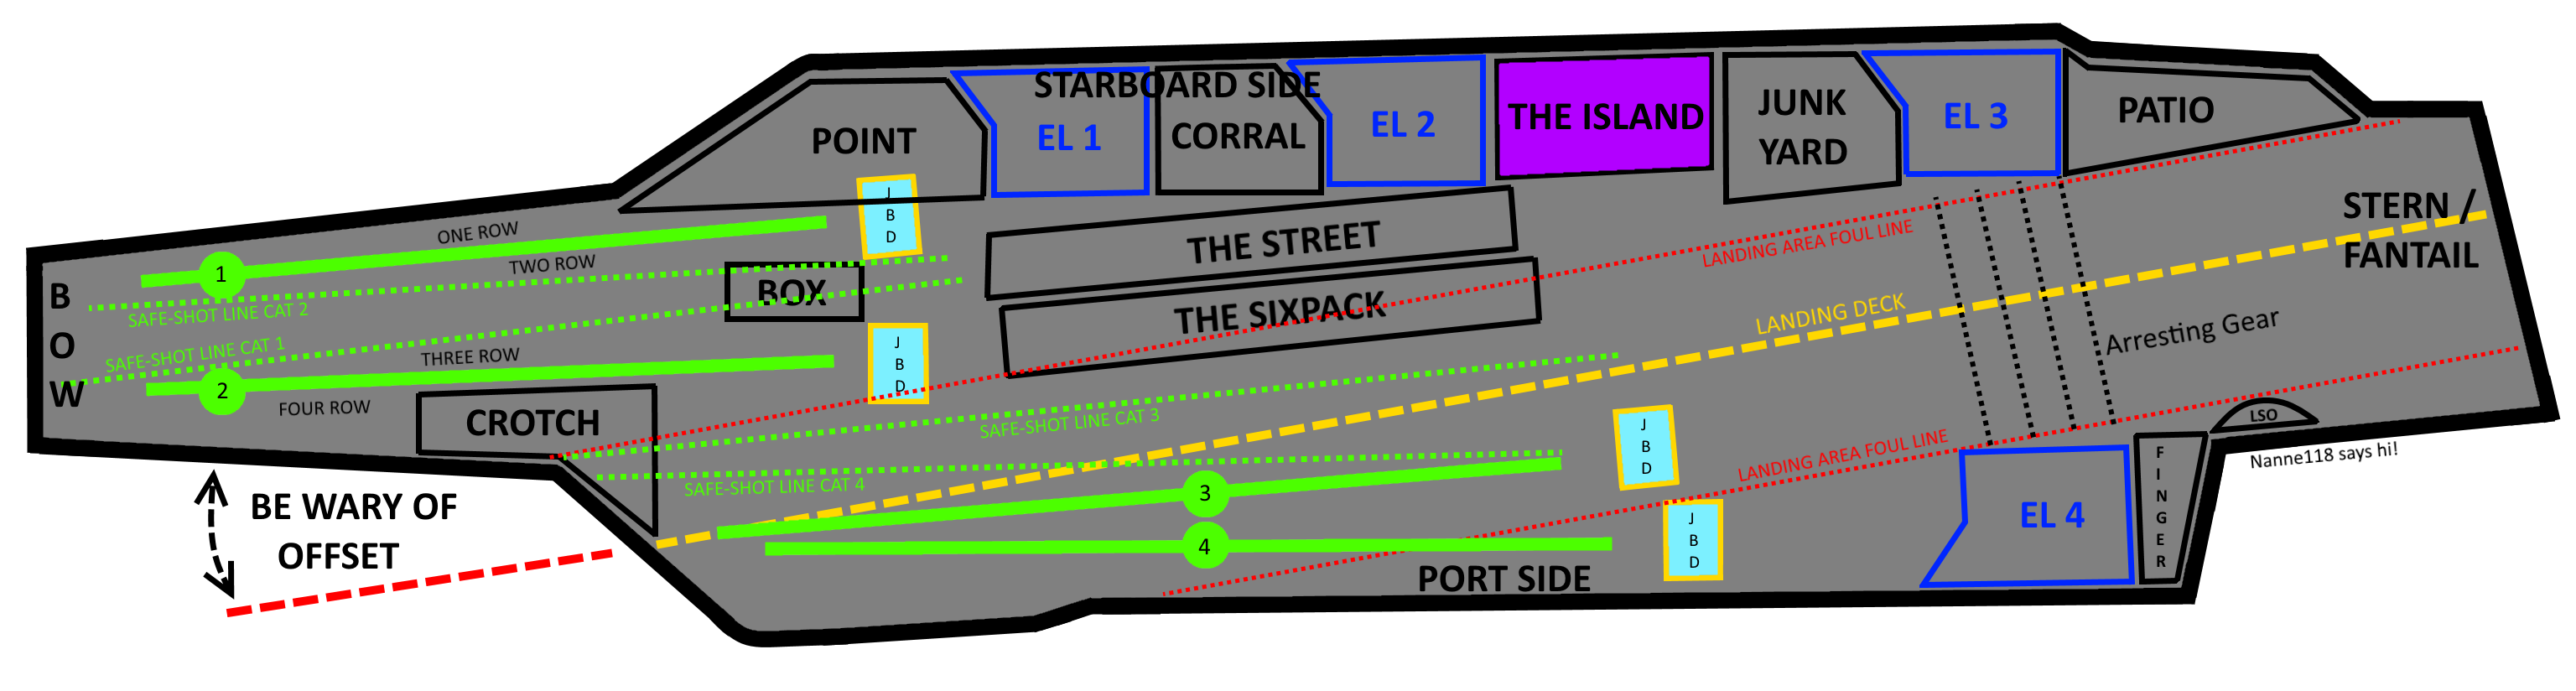 STARBOARD SIDE
POINT
EL 1
CORRAL
EL 2
THE ISLAND
JUNK
YARD
EL 3
PATIO
J
B
D
ONE ROW
1
TWO ROW
BOX
B
O
W
SAFE-SHOT LINE CAT 2
SAFE-SHOT LINE CAT 1
THREE ROW
2
FOUR ROW
J
B
D
CROTCH
THE STREET
THE SIXPACK
LANDING AREA FOUL LINE
LANDING DECK
STERN /
FANTAIL
Arresting Gear
SAFE-SHOT LINE CAT 3
SAFE-SHOT LINE CAT 4
3
4
J
B
D
J
B
D
LANDING AREA FOUL LINE
PORT SIDE
EL 4
F
I
N
G
E
R
LSO
Nanne118 says hi!
BE WARY OF
OFFSET